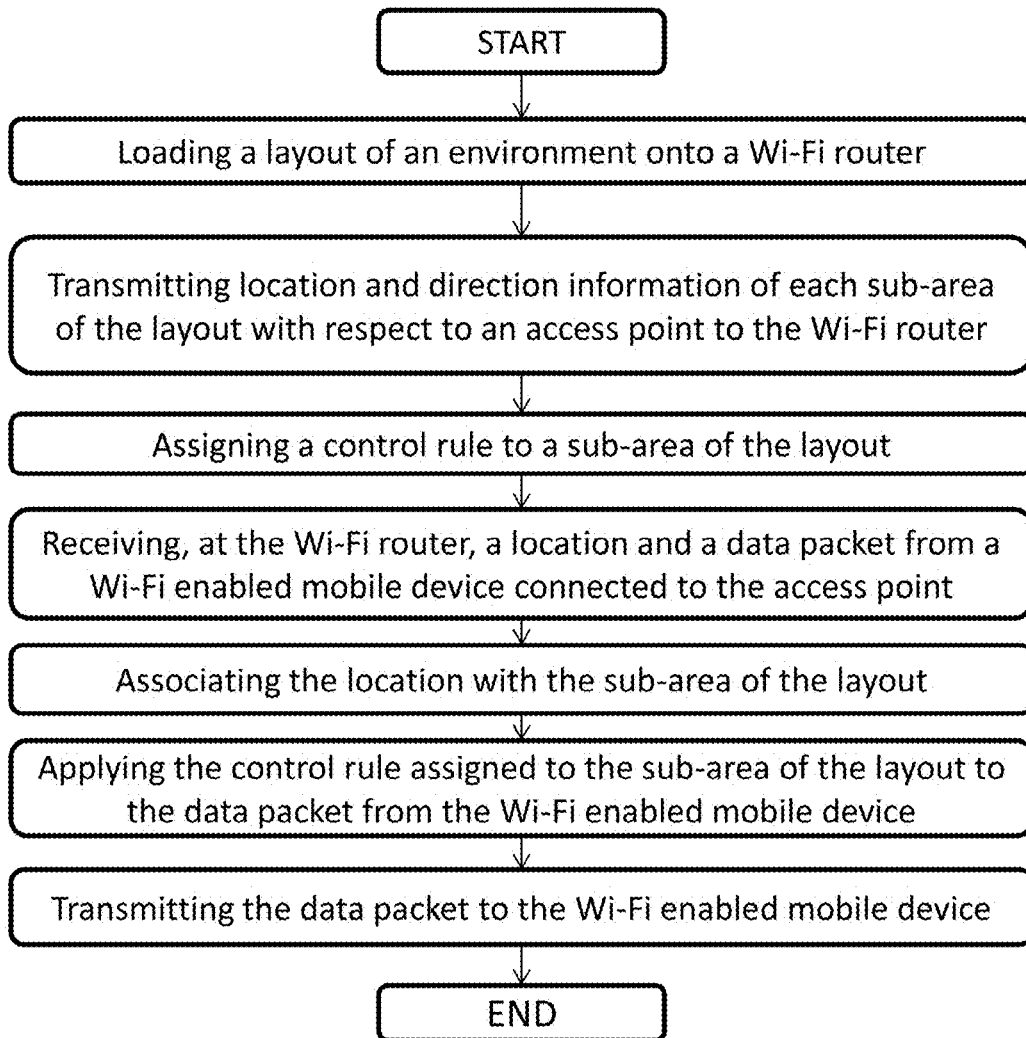 START
Loading a layout of an environment onto a Wi-Fi router
Transmitting location and direction information of each sub-area
of the layout with respect to an access point to the Wi-Fi router
Assigning a control rule to a sub-area of the layout
Receiving, at the Wi-Fi router, a location and a data packet from a
Wi-Fi enabled mobile device connected to the access point
Associating the location with the sub-area of the layout
Applying the control rule assigned to the sub-area of the layout to
the data packet from the Wi-Fi enabled mobile device
Transmitting the data packet to the Wi-Fi enabled mobile device
END